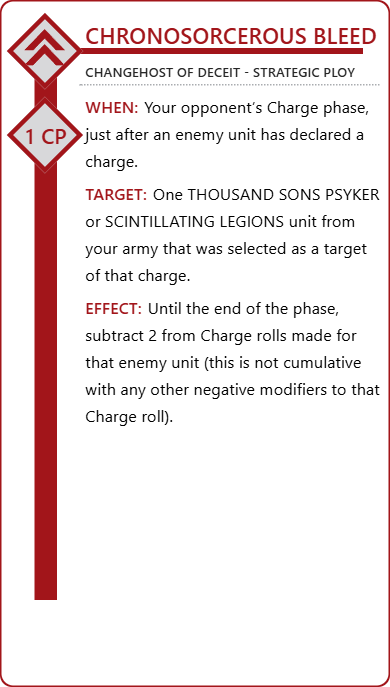 CHRONOSORCEROUS BLEED
CHANGEHOST OF DECEIT - STRATEGIC PLOY
1 CP
WHEN: Your opponent's Charge phase,
just after an enemy unit has declared a
charge.
TARGET: One THOUSAND SONS PSYKER
or SCINTILLATING LEGIONS unit from
your army that was selected as a target
of that charge.
EFFECT: Until the end of the phase,
subtract 2 from Charge rolls made for
that enemy unit (this is not cumulative
with any other negative modifiers to that
Charge roll).